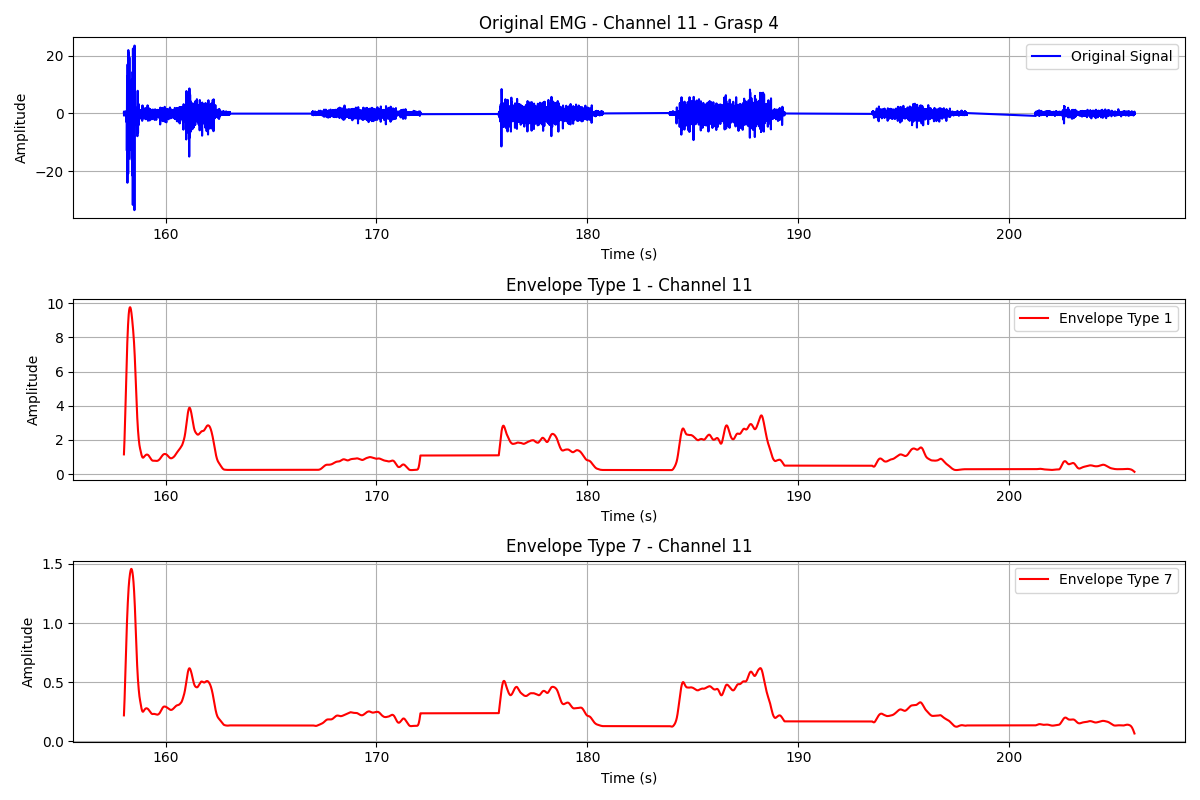 Original EMG - Channel 11 - Grasp 4
20
0
−20
Amplitude
Original Signal
160 170 180 190 200
Time (s)
Envelope Type 1 - Channel 11
10
8
6
4
2
0
Amplitude
Envelope Type 1
160 170 180 190 200
Time (s)
Envelope Type 7 - Channel 11
1.5
1.0
0.5
0.0
Amplitude
Envelope Type 7
160 170 180 190 200
Time (s)